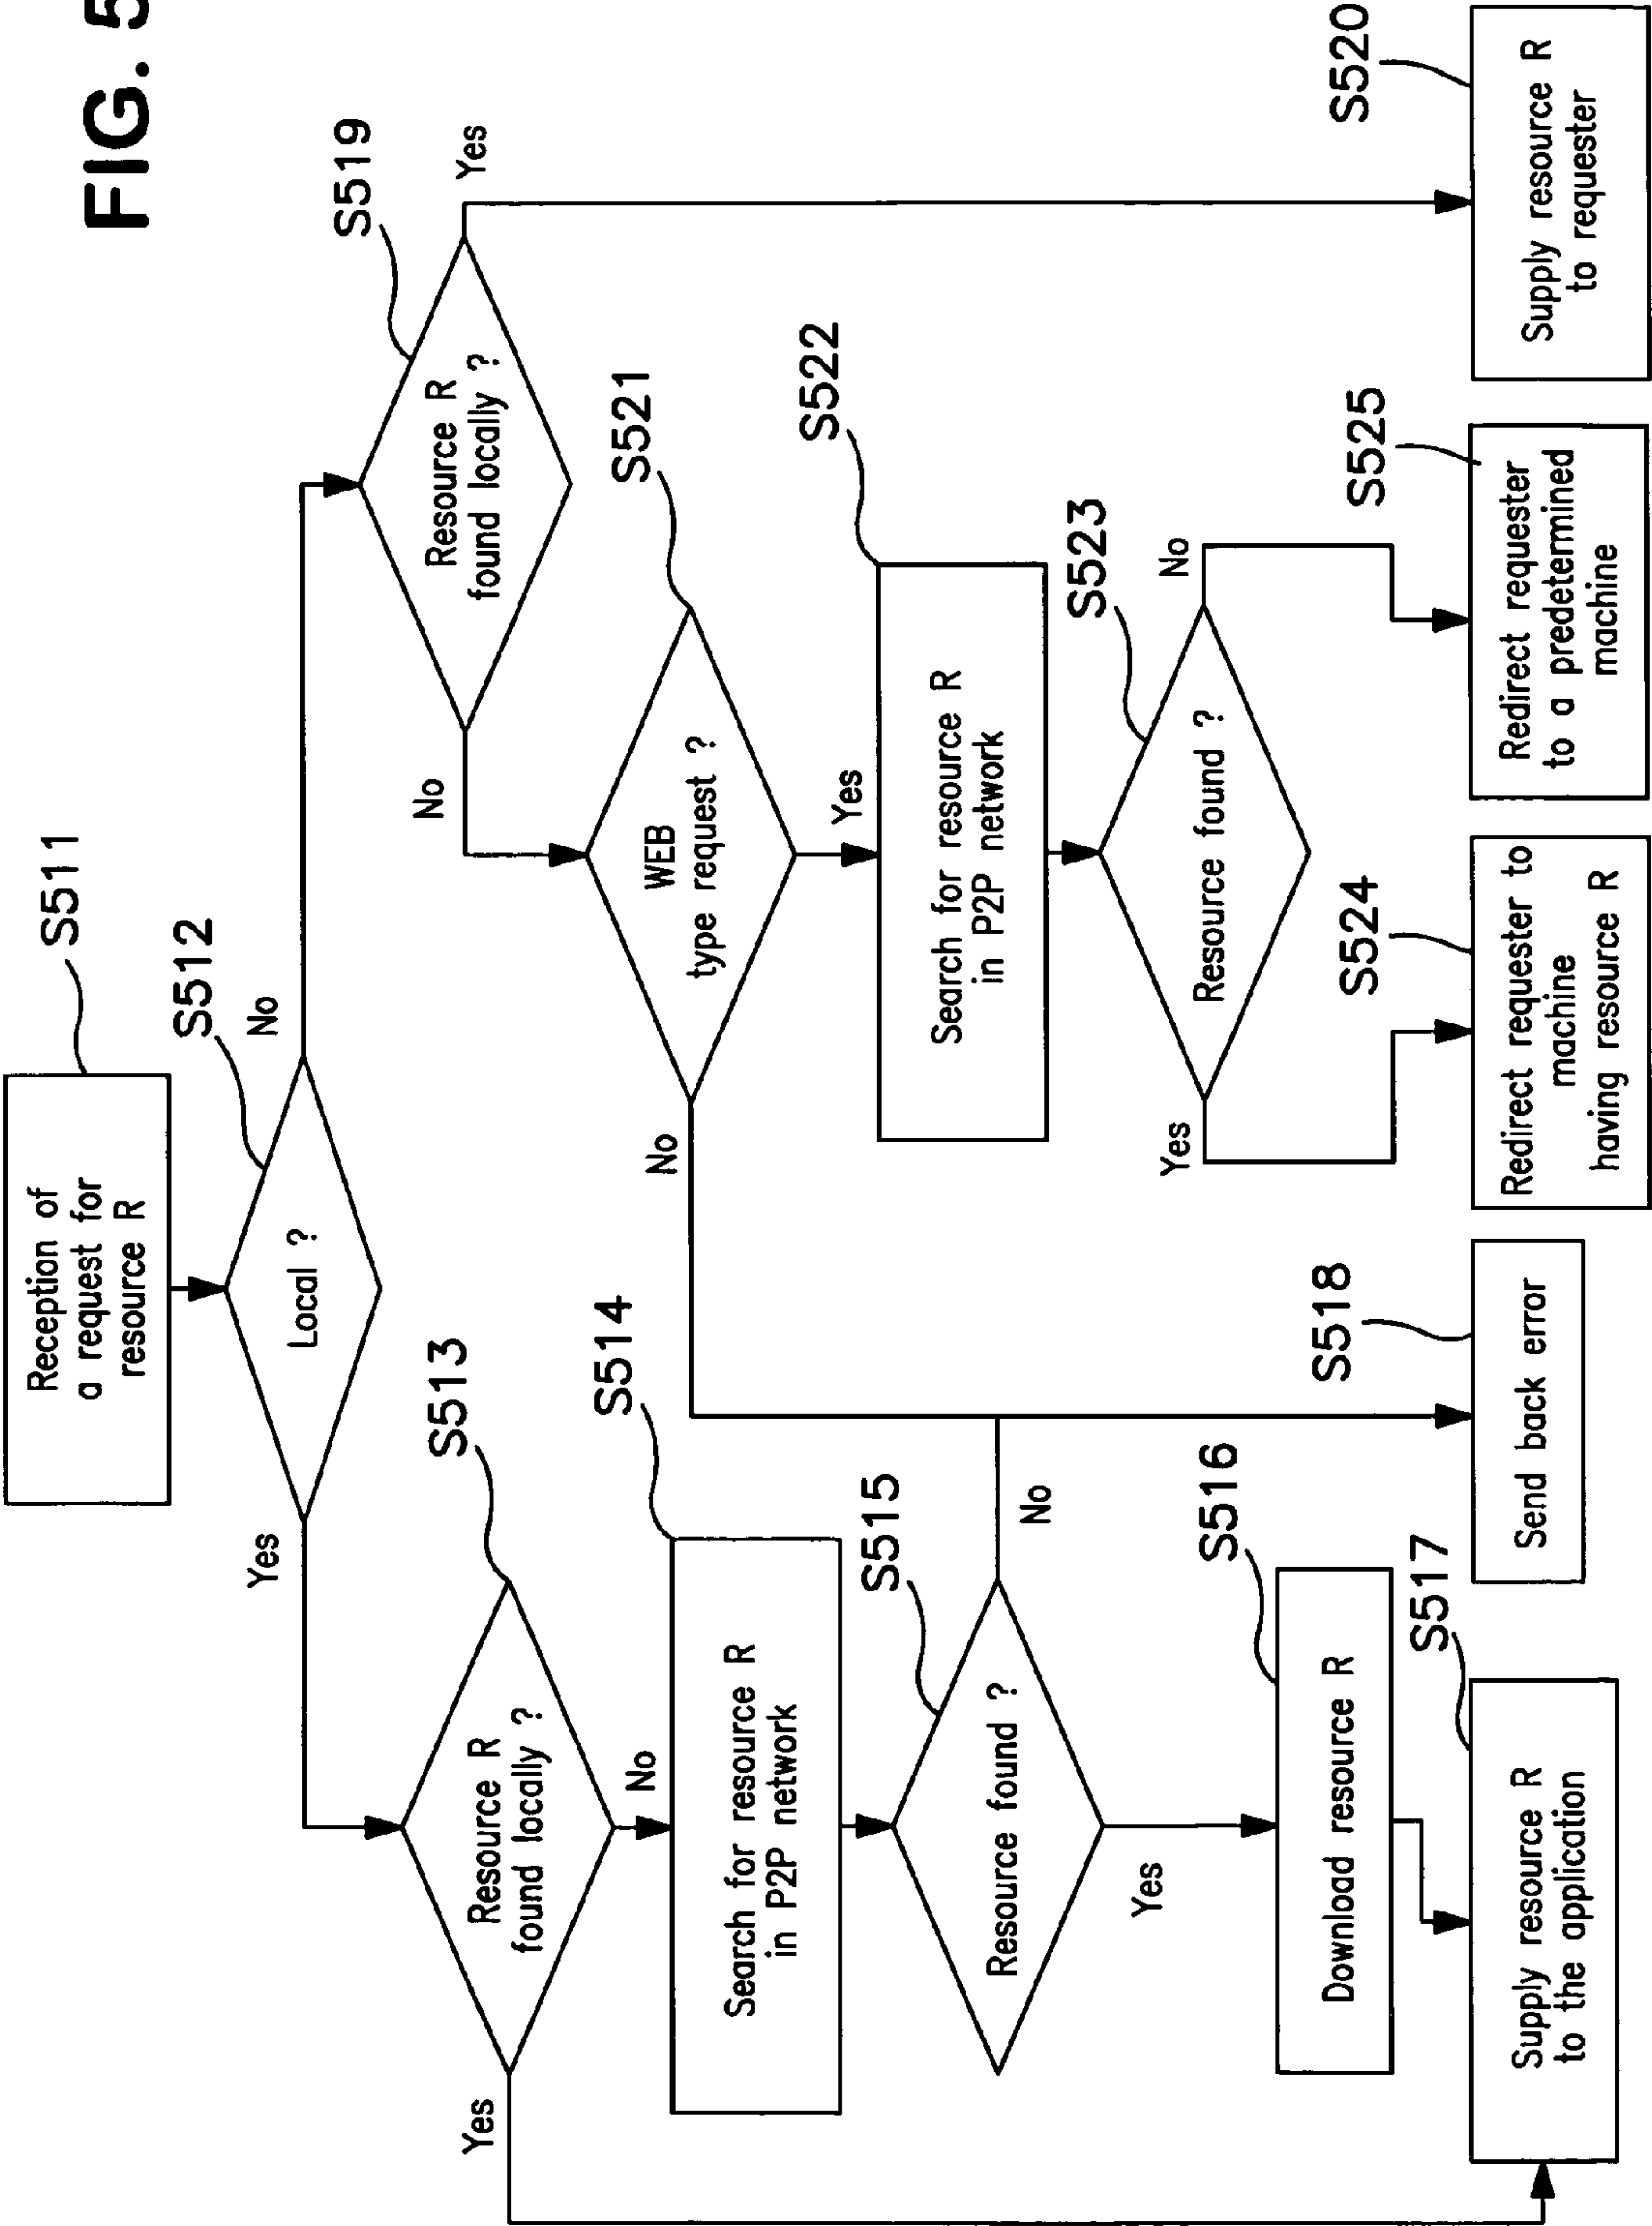 FIG. 5
S511
Reception of
a request for
resource R
S512
Local ?
Yes
No
S513
Resource R
found locally ?
Yes
No
S514
Search for resource R
in P2P network
S515
Resource found ?
Yes
No
S516
Download resource R
S517
Supply resource R
to the application
S518
Send back error
S519
Resource R
found locally ?
No
Yes
S521
WEB
type request ?
No
Yes
S522
Search for resource R
in P2P network
S523
Resource found ?
Yes
No
S524
Redirect requester to
machine
having resource R
S525
Redirect requester
to a predetermined
machine
S520
Supply resource R
to requester